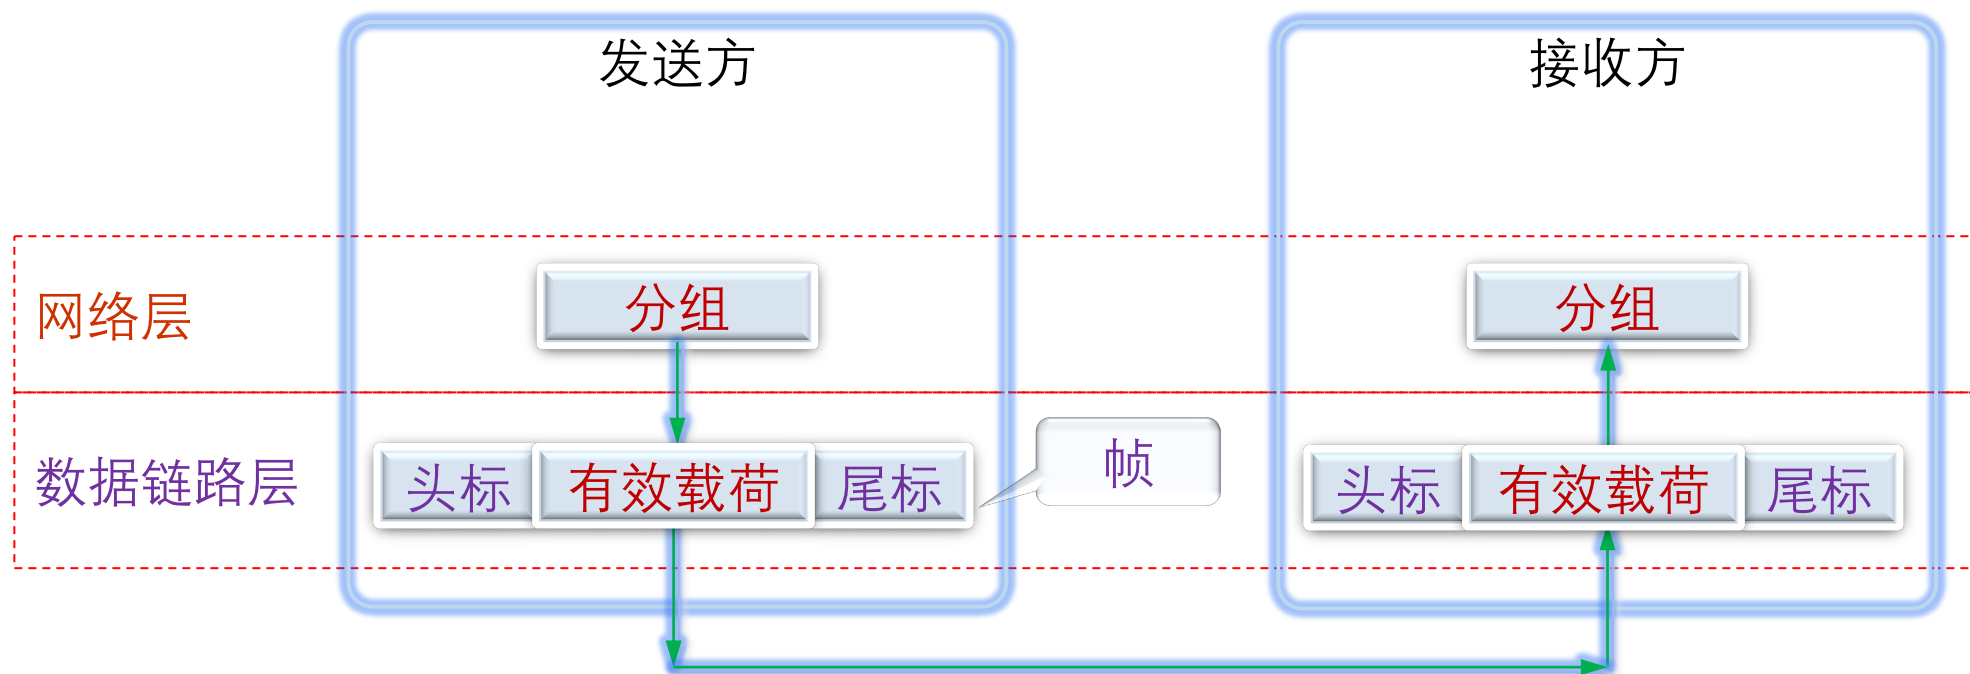 发送方
接收方
网络层
分组
分组
数据链路层
头标
有效载荷
尾标
帧
头标
有效载荷
尾标